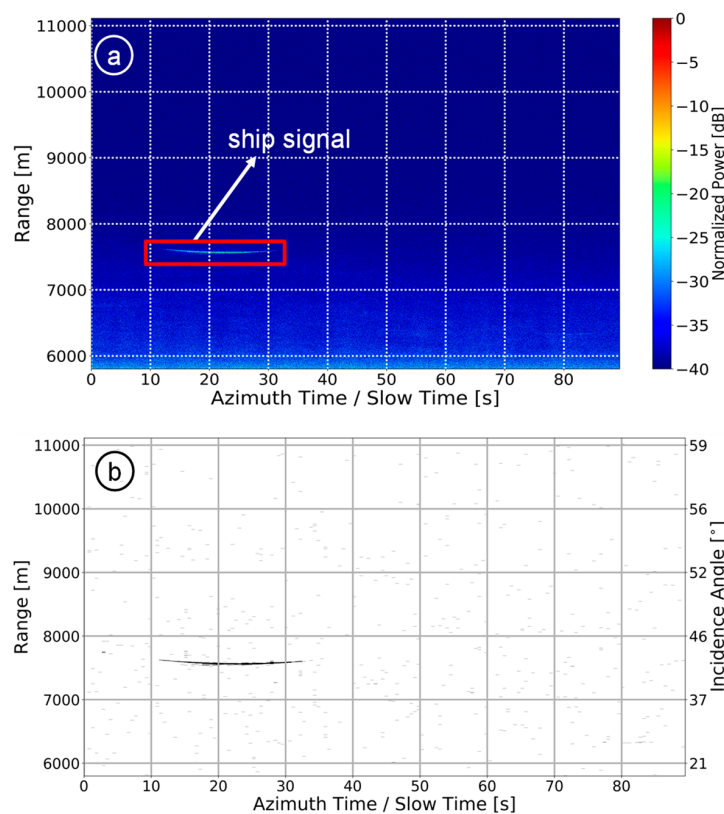 a
ship signal
Range [m]
11000
10000
9000
8000
7000
6000
0 10 20 30 40 50 60 70 80
Azimuth Time / Slow Time [s]
0
−5
−10
−15
−20
−25
−30
−35
−40
Normalized Power [dB]
b
Range [m]
11000
10000
9000
8000
7000
6000
0 10 20 30 40 50 60 70 80
Azimuth Time / Slow Time [s]
59
56
52
46
37
21
Incidence Angle [°]